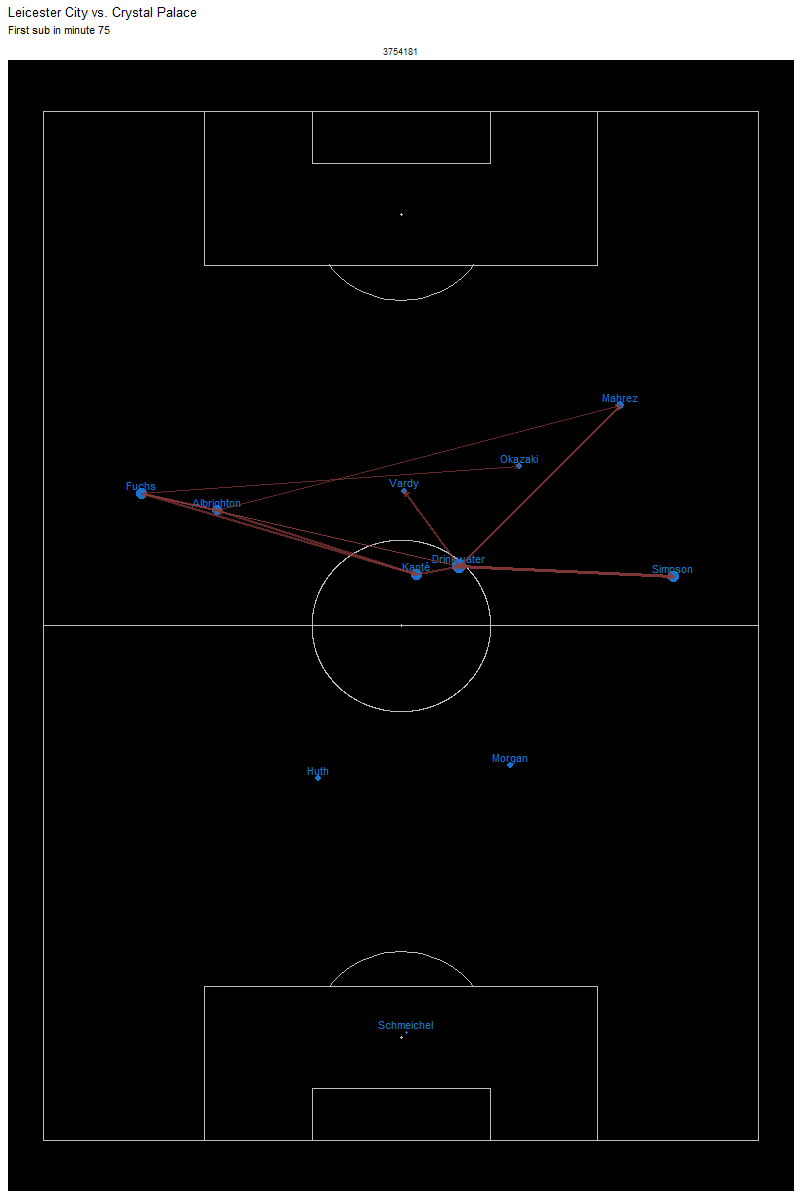 Leicester City vs. Crystal Palace
First sub in minute 75
3754181
Mahrez
Okazaki
Vardy
Fuchs
Albrighton
Drinkwater
Kanté
Simpson
Morgan
Huth
Schmeichel